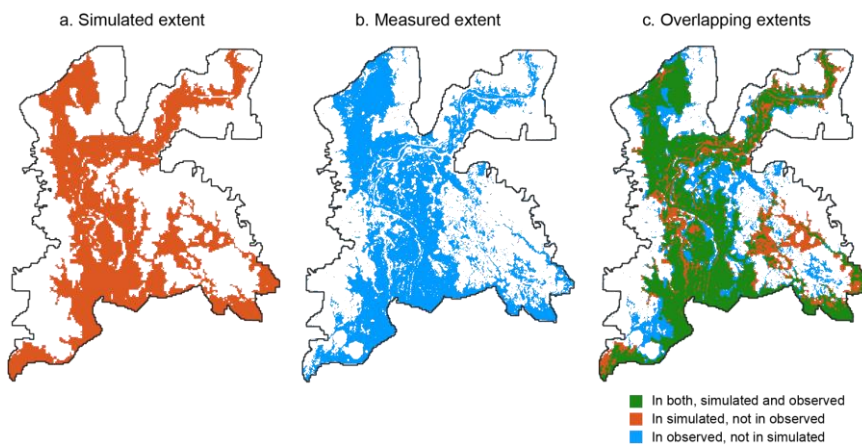 a. Simulated extent
b. Measured extent
c. Overlapping extents
In both, simulated and observed
In simulated, not in observed
In observed, not in simulated